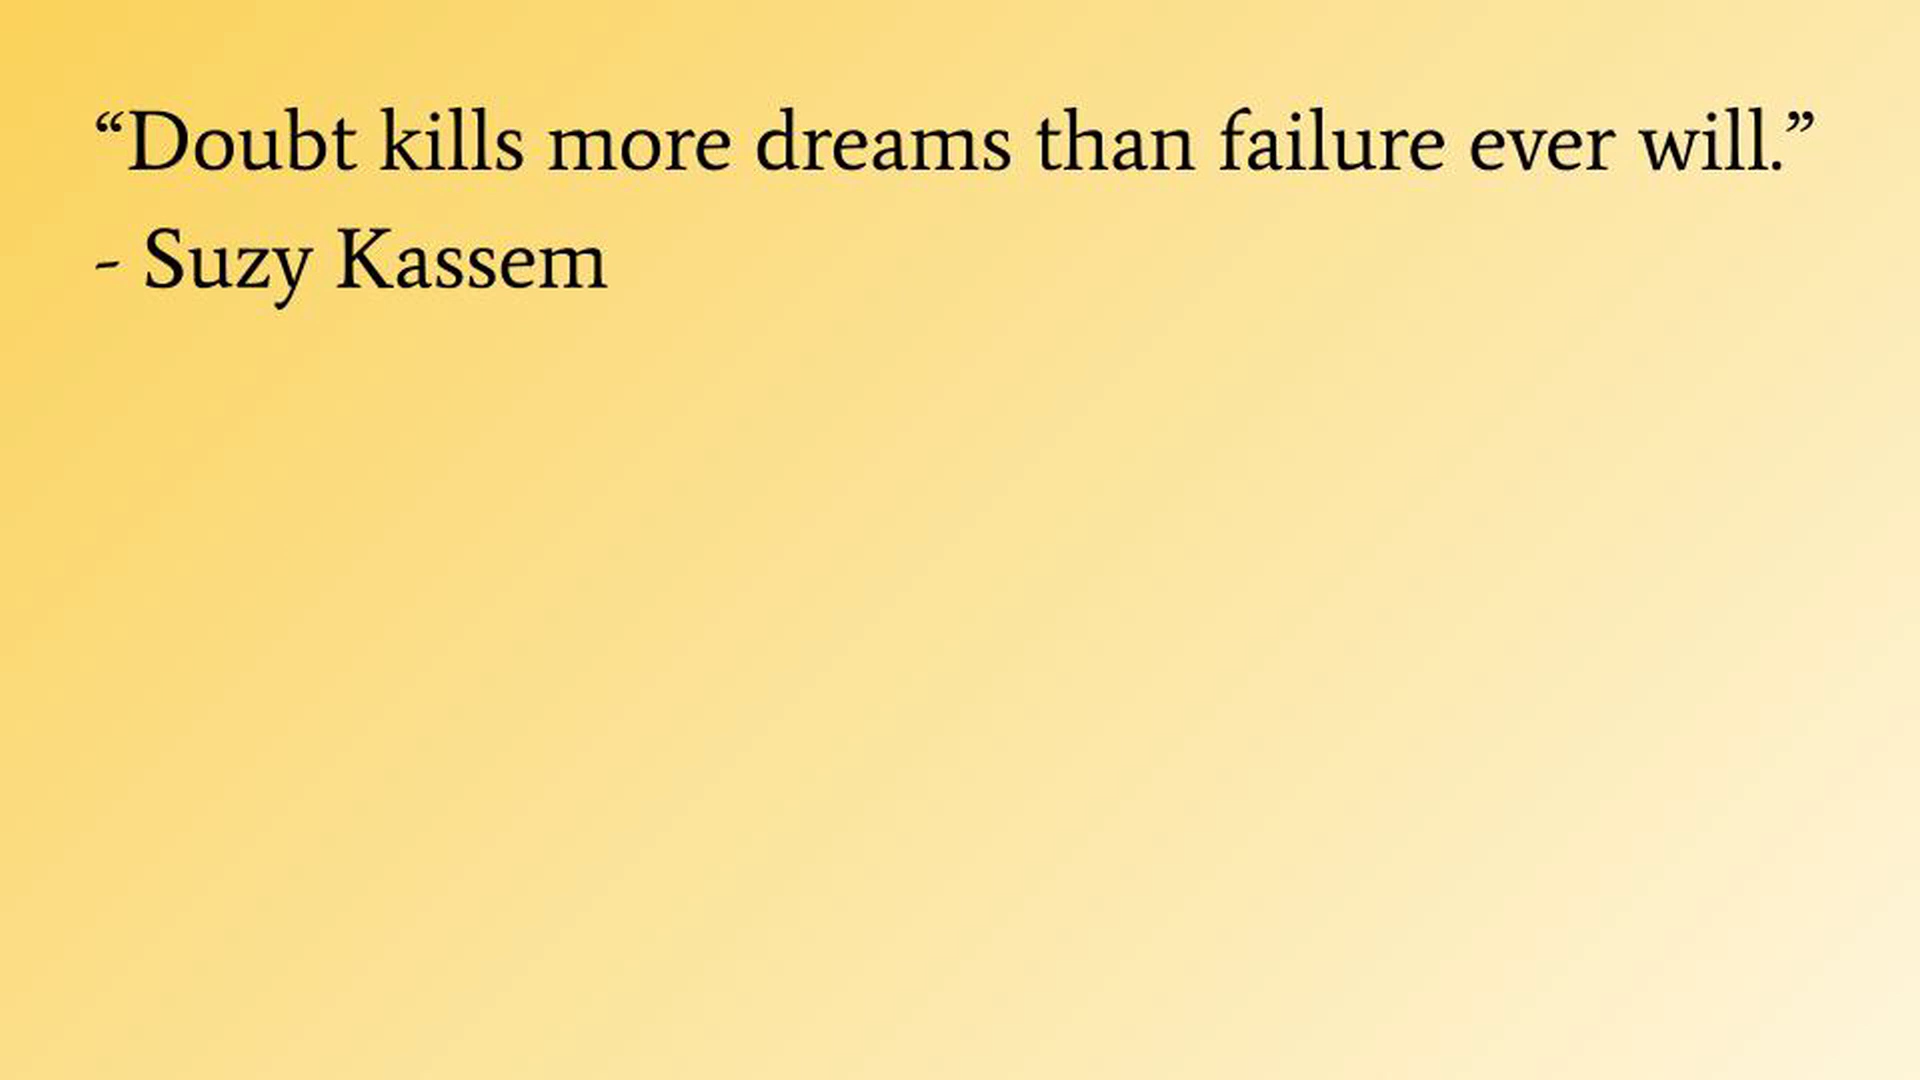 “Doubt kills more dreams than failure ever will.”
- Suzy Kassem